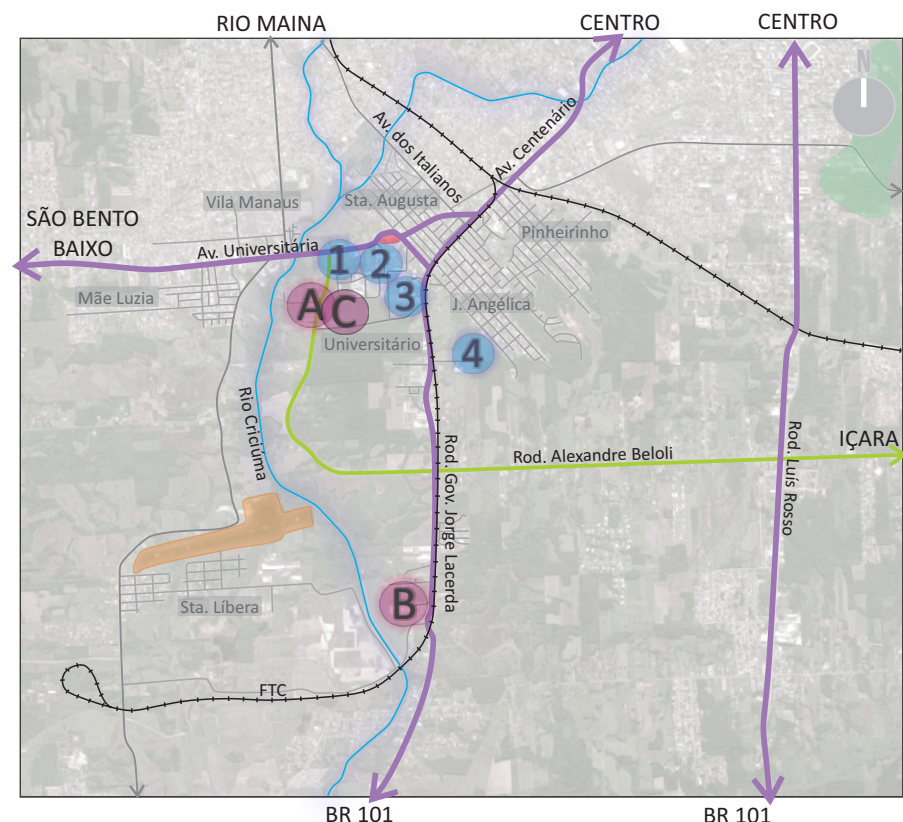 RIO MAINA
CENTRO
CENTRO
N
Av. Centenário
Av. dos Italianos
Vila Manaus
Sta. Augusta
SÃO BENTO
BAIXO
Pinheirinho
Av. Universitária
1
2
Mãe Luzia
A
C
3
J. Angélica
Universitário
4
Rio Criciúma
IÇARA
Rod. Alexandre Beloli
Rod. Gov. Jorge Lacerda
Rod. Luís Rosso
B
Sta. Líbera
FTC
BR 101
BR 101